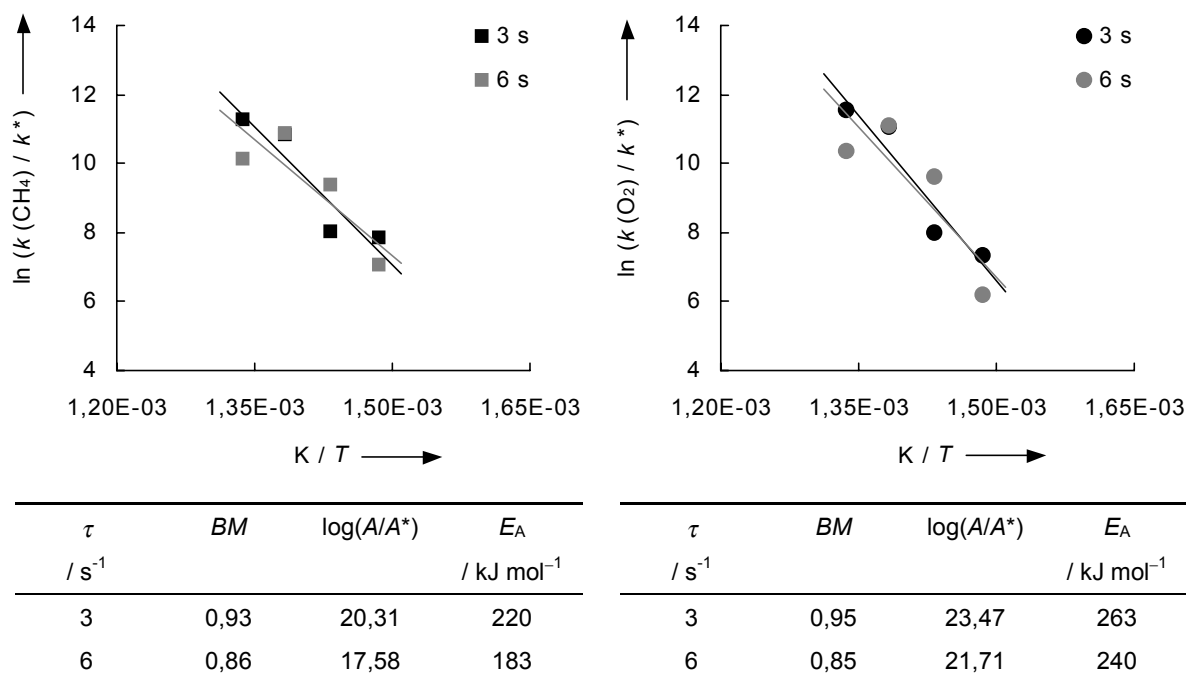 14
12
10
8
6
4
ln (k (CH4) / k*)
3 s
6 s
1,20E-03 1,35E-03 1,50E-03 1,65E-03
K / T
14
12
10
8
6
4
ln (k (O2) / k*)
3 s
6 s
1,20E-03 1,35E-03 1,50E-03 1,65E-03
K / T
τ BM log(A/A*) EA
/ s⁻¹ / kJ mol⁻¹
3 0,93 20,31 220
6 0,86 17,58 183
τ BM log(A/A*) EA
/ s⁻¹ / kJ mol⁻¹
3 0,95 23,47 263
6 0,85 21,71 240